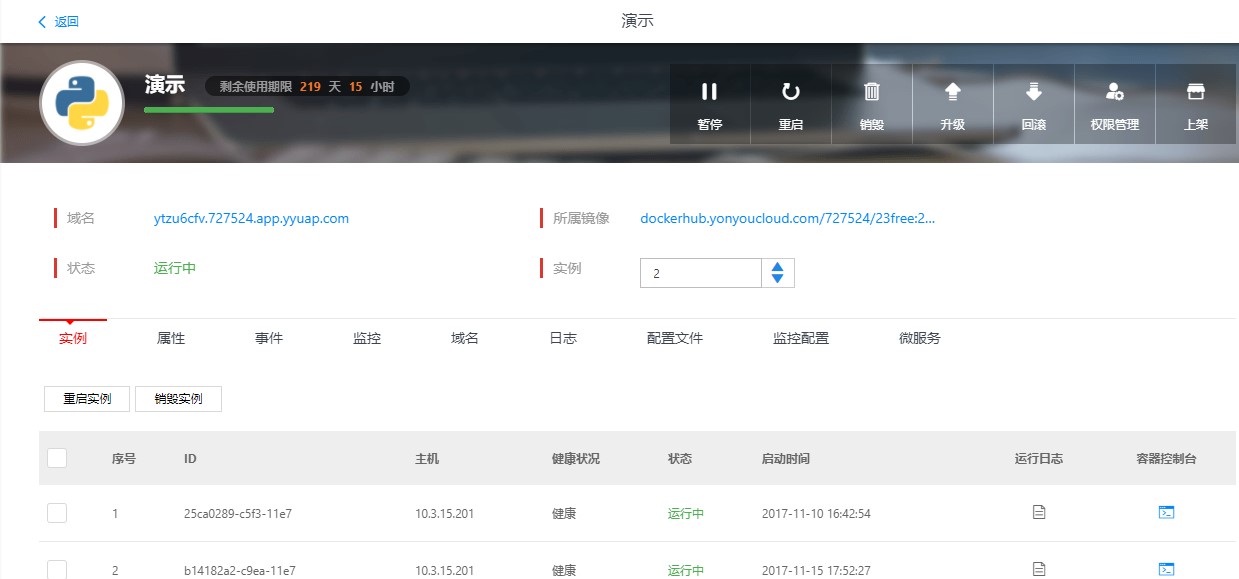 返回
演示
演示
剩余使用期限 219 天 15 小时
暂停 重启 销毁 升级 回滚 权限管理 上架
域名 ytzu6cfv.727524.app.yyuap.com 所属镜像 dockerhub.yonyoucloud.com/727524/23free:2...
状态 运行中 实例 2
实例 属性 事件 监控 域名 日志 配置文件 监控配置 微服务
重启实例 销毁实例
序号 ID 主机 健康状况 状态 启动时间 运行日志 容器控制台
1 25ca0289-c5f3-11e7 10.3.15.201 健康 运行中 2017-11-10 16:42:54
2 b14182a2-c9ea-11e7 10.3.15.201 健康 运行中 2017-11-15 17:52:27